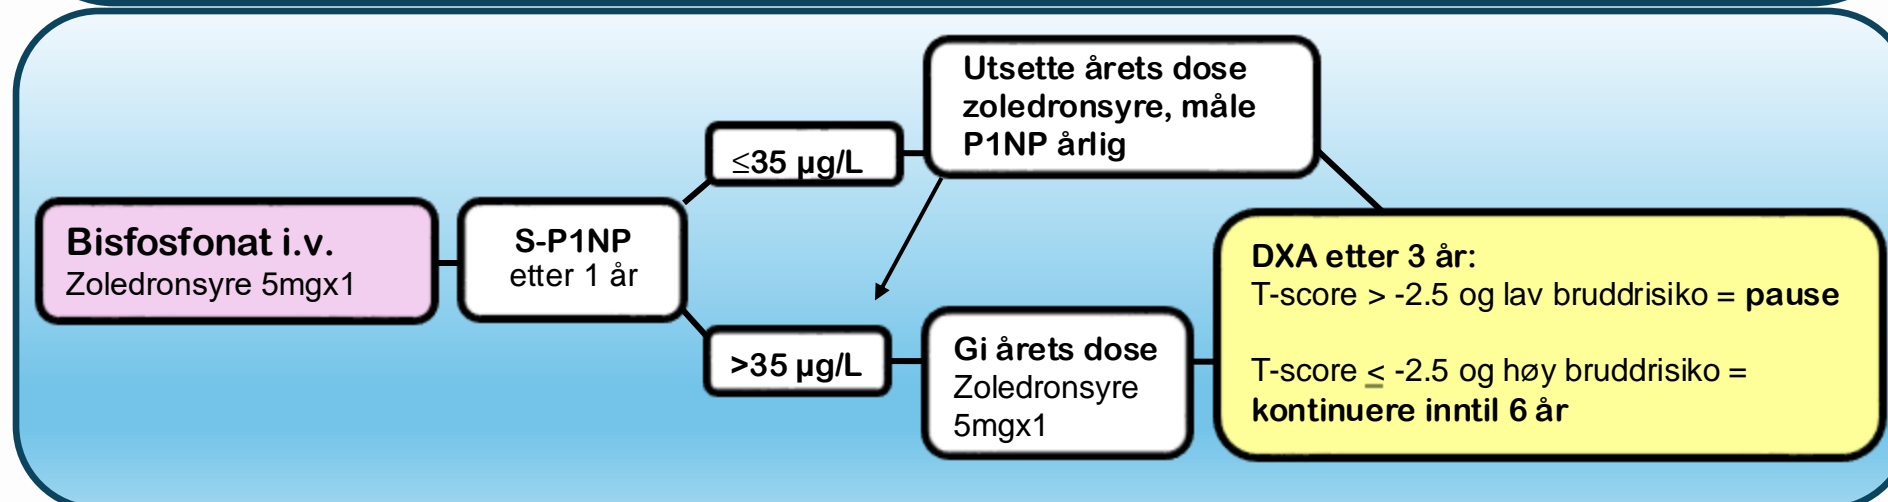 Bisfosfonat i.v.
Zoledronsyre 5mgx1
S-P1NP
etter 1 år
≤35 µg/L
Utsette årets dose
zoledronsyre, måle
P1NP årlig
>35 µg/L
Gi årets dose
Zoledronsyre
5mgx1
DXA etter 3 år:
T-score > -2.5 og lav bruddrisiko = pause
T-score ≤ -2.5 og høy bruddrisiko =
kontinuere inntil 6 år